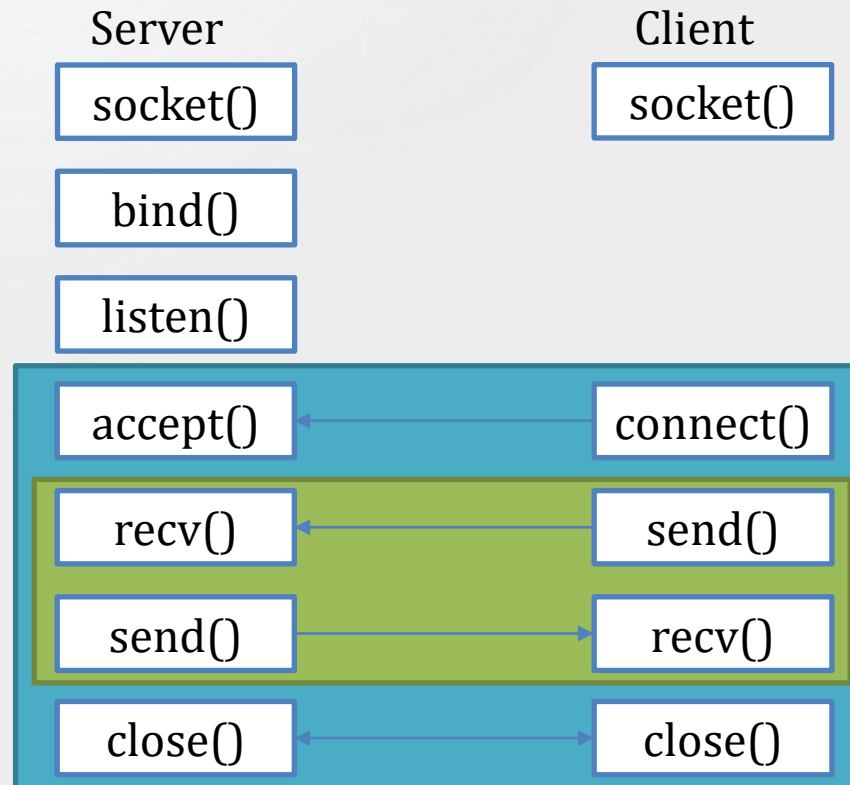 Server Client
socket() socket()
bind()
listen()
accept() connect()
recv() send()
send() recv()
close() close()